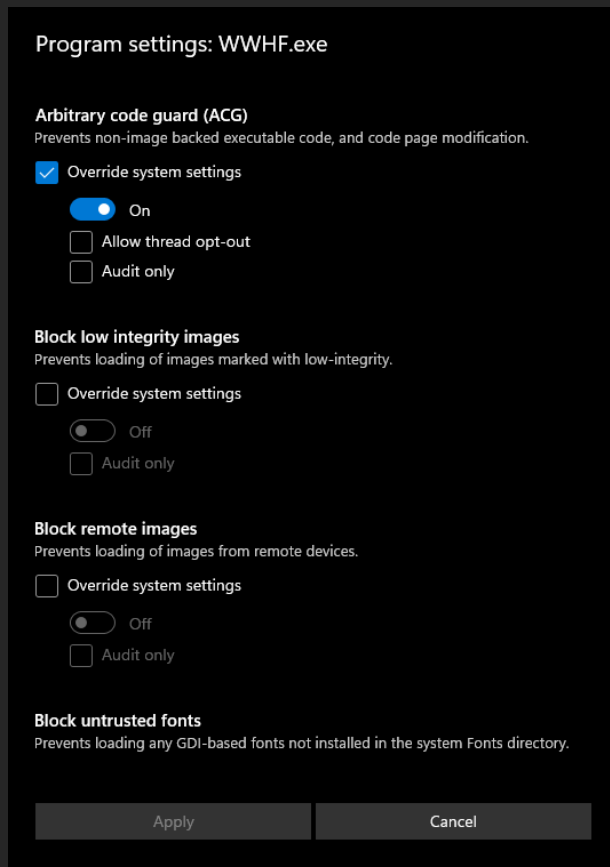 Program settings: WWHF.exe
Arbitrary code guard (ACG)
Prevents non-image backed executable code, and code page modification.
Override system settings
On
Allow thread opt-out
Audit only
Block low integrity images
Prevents loading of images marked with low-integrity.
Override system settings
Off
Audit only
Block remote images
Prevents loading of images from remote devices.
Override system settings
Off
Audit only
Block untrusted fonts
Prevents loading any GDI-based fonts not installed in the system Fonts directory.
Apply Cancel